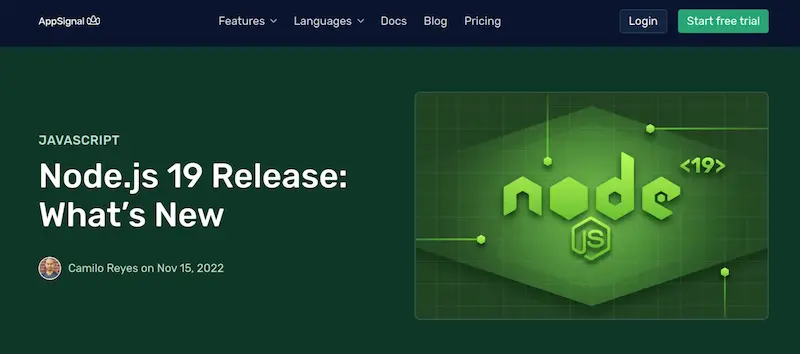 AppSignal
Features Languages Docs Blog Pricing
Login
Start free trial
JAVASCRIPT
Node.js 19 Release:
What's New
Camilo Reyes on Nov 15, 2022
<19>
node
JS